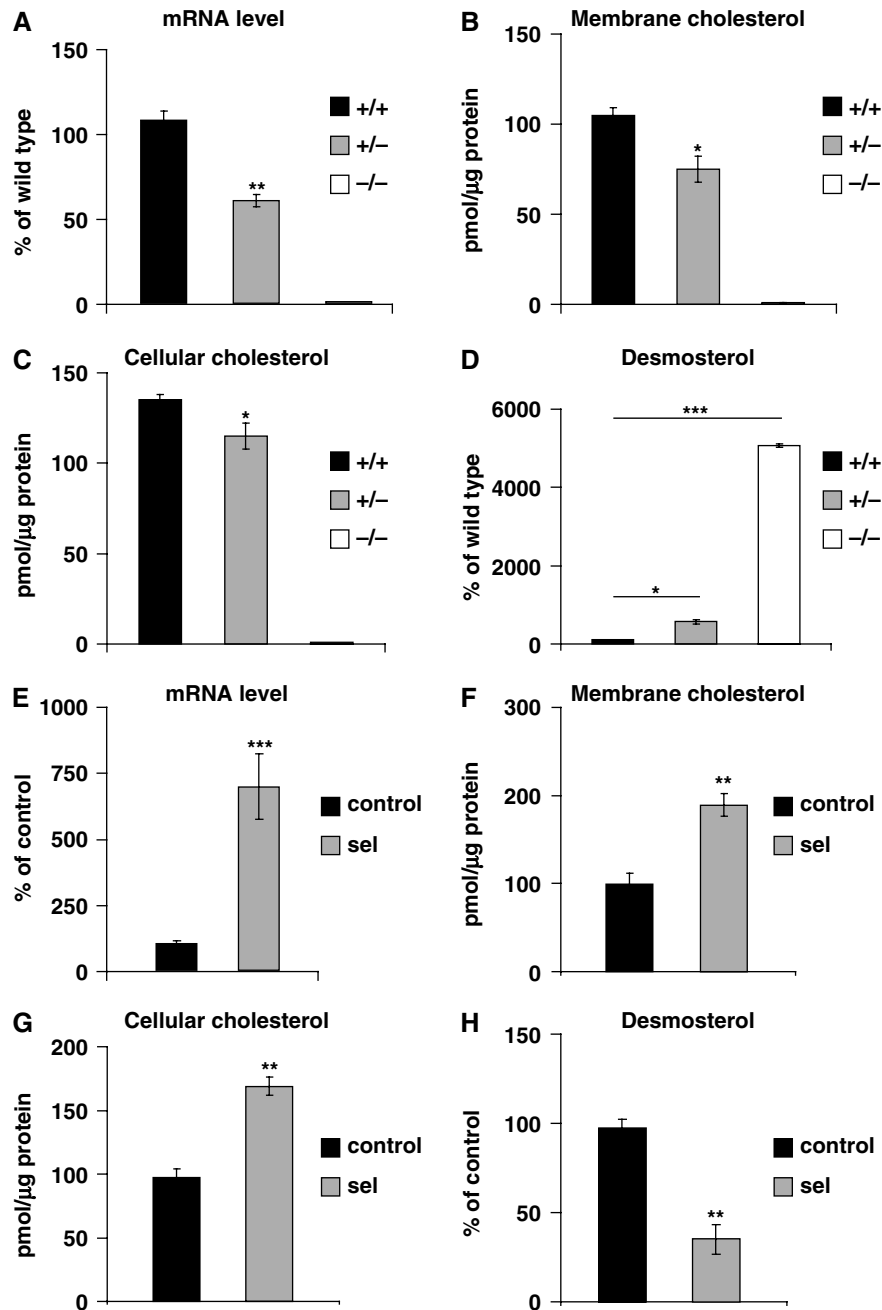 A
mRNA level
% of wild type
150
100
50
0
**
+/+
+/−
−/−
B
Membrane cholesterol
pmol/μg protein
150
100
50
0
*
+/+
+/−
−/−
C
Cellular cholesterol
pmol/μg protein
150
100
50
0
*
+/+
+/−
−/−
D
Desmosterol
% of wild type
6000
4000
2000
0
***
*
+/+
+/−
−/−
E
mRNA level
% of control
1000
750
500
250
0
***
control
sel
F
Membrane cholesterol
pmol/μg protein
300
200
100
0
**
control
sel
G
Cellular cholesterol
pmol/μg protein
200
150
100
50
0
**
control
sel
H
Desmosterol
% of control
150
100
50
0
**
control
sel